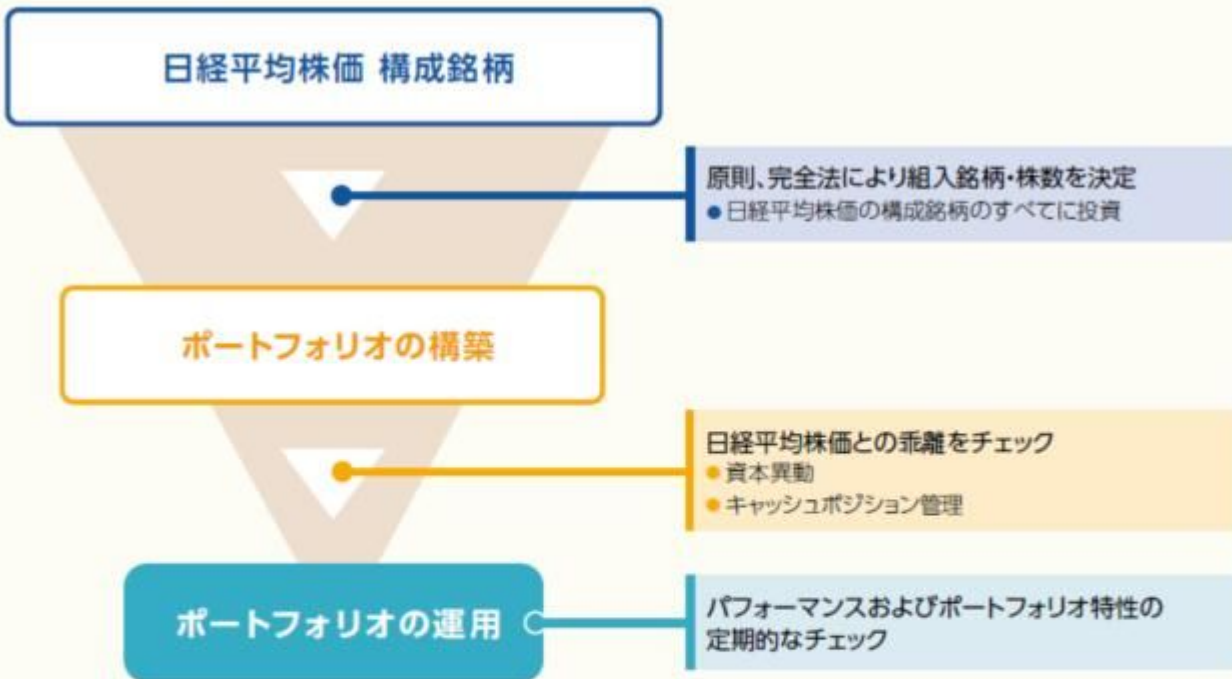 日経平均株価 構成銘柄
原則、完全法により組入銘柄・株数を決定
●日経平均株価の構成銘柄のすべてに投資
ポートフォリオの構築
日経平均株価との乖離をチェック
●資本異動
●キャッシュポジション管理
ポートフォリオの運用
パフォーマンスおよびポートフォリオ特性の
定期的なチェック